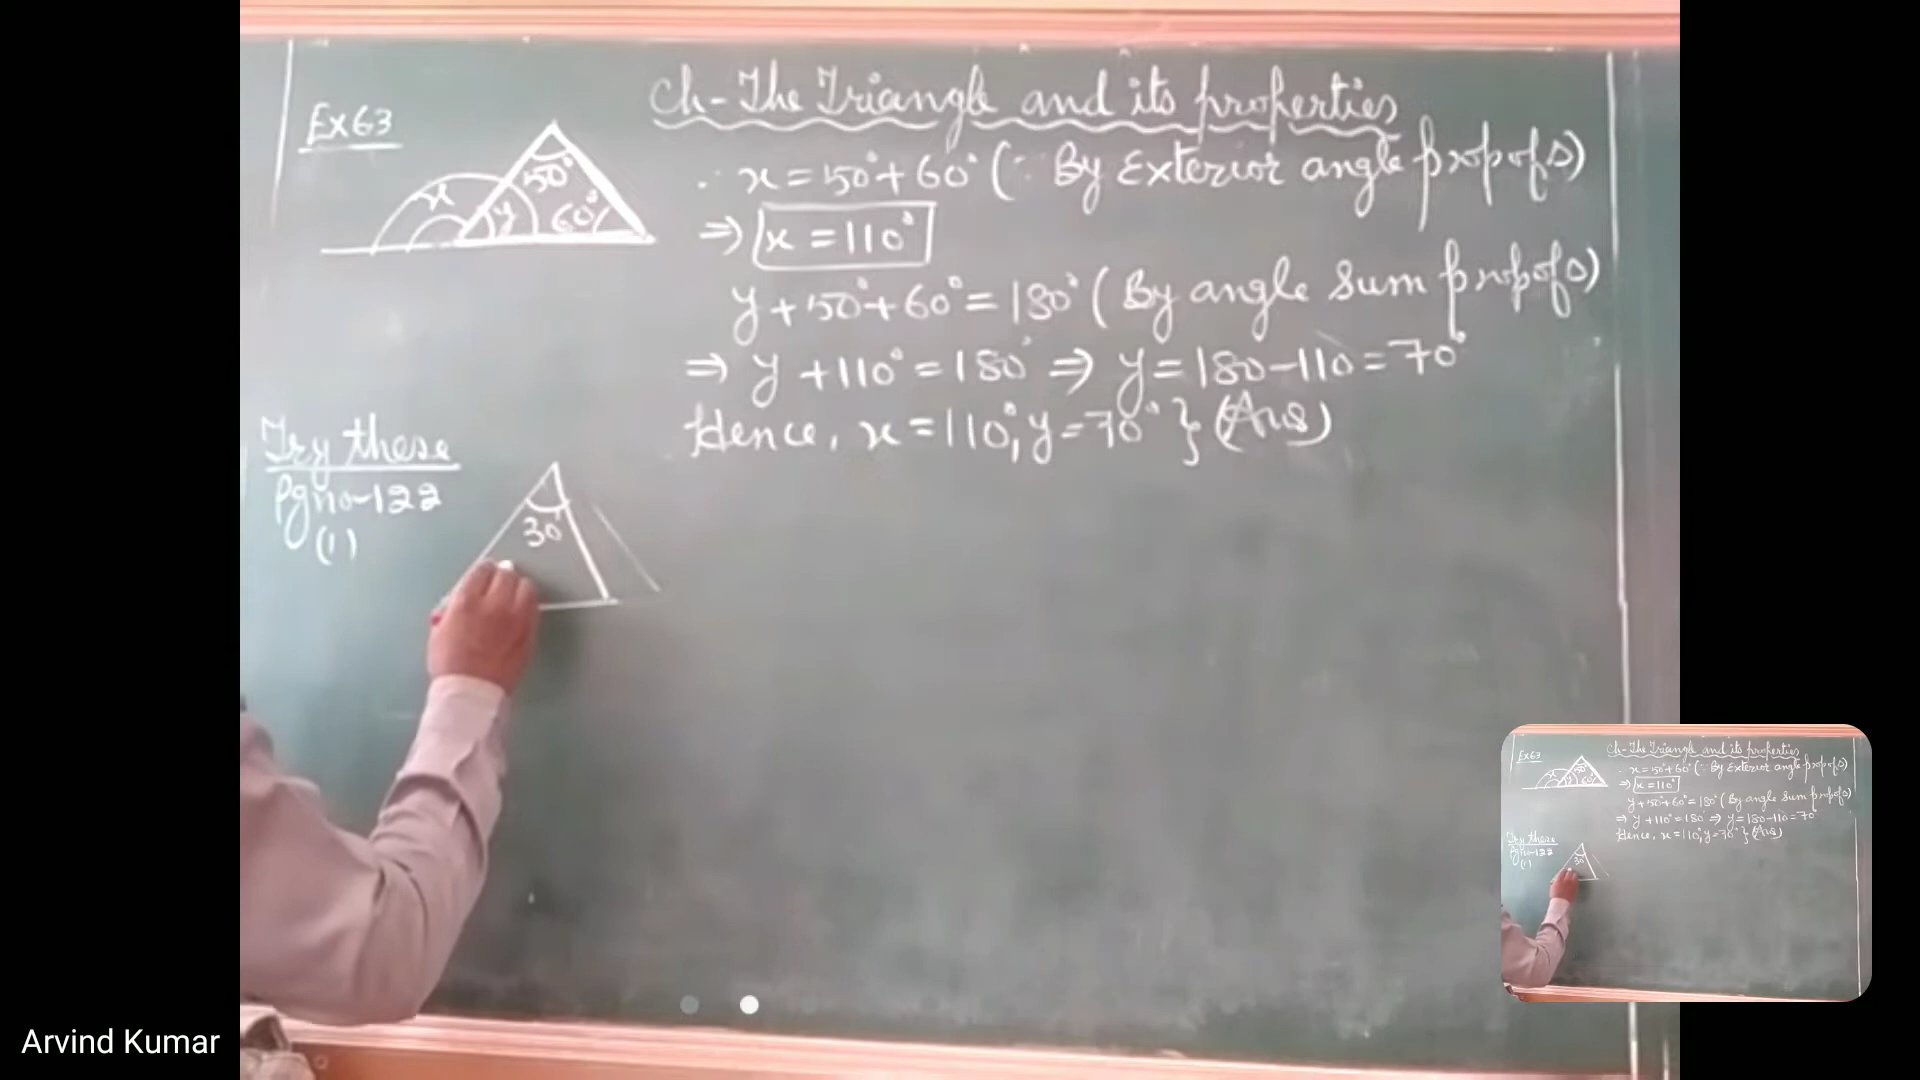 Ch-The Triangle and its properties
Ex 6.3
x
50°
y
60°
∴ x = 50° + 60° (∵ By Exterior angle prop of Δ)
⇒ x = 110°
y + 50° + 60° = 180° (By angle Sum prop of Δ)
⇒ y + 110° = 180° ⇒ y = 180 - 110 = 70°
Hence, x = 110°, y = 70° } (Ans)
Try these
Pg no-122
(1)
30°
Arvind Kumar